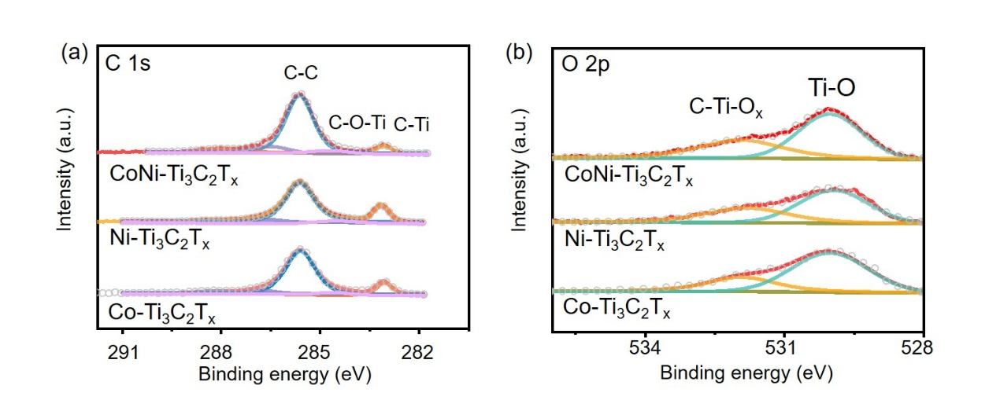 (a)
C 1s
C-C
C-O-Ti C-Ti
CoNi-Ti₃C₂Tₓ
Ni-Ti₃C₂Tₓ
Co-Ti₃C₂Tₓ
Intensity (a.u.)
291 288 285 282
Binding energy (eV)
(b)
O 2p
Ti-O
C-Ti-Oₓ
CoNi-Ti₃C₂Tₓ
Ni-Ti₃C₂Tₓ
Co-Ti₃C₂Tₓ
Intensity (a.u.)
534 531 528
Binding energy (eV)